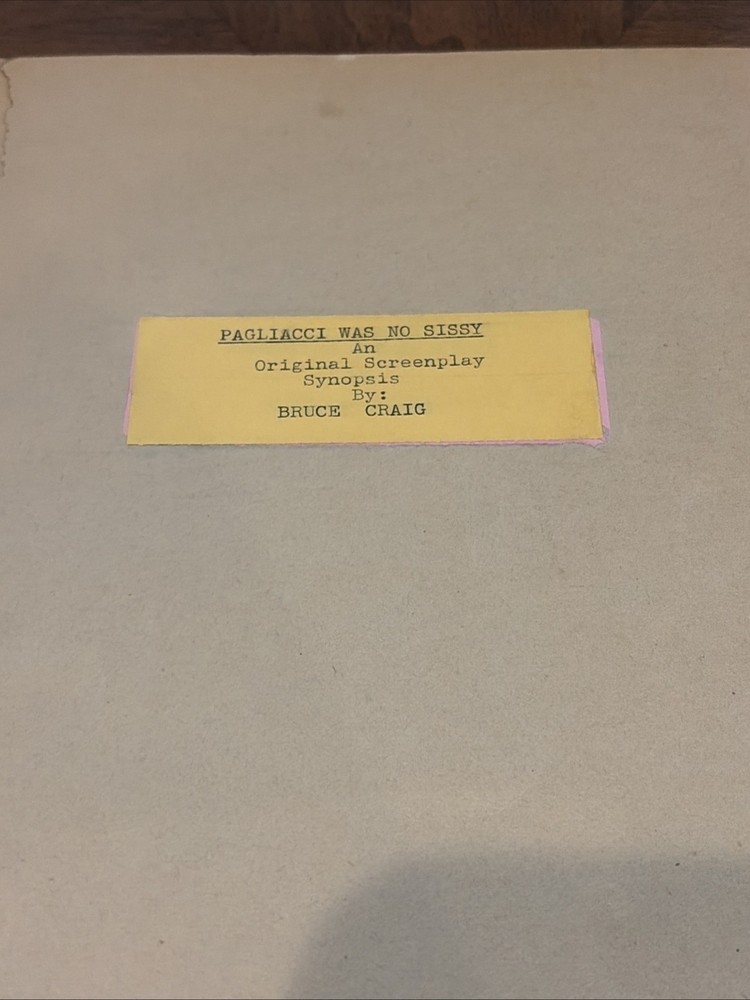 PAGLIACCI WAS NO SISSY
An
Original Screenplay
Synopsis
By:
BRUCE CRAIG